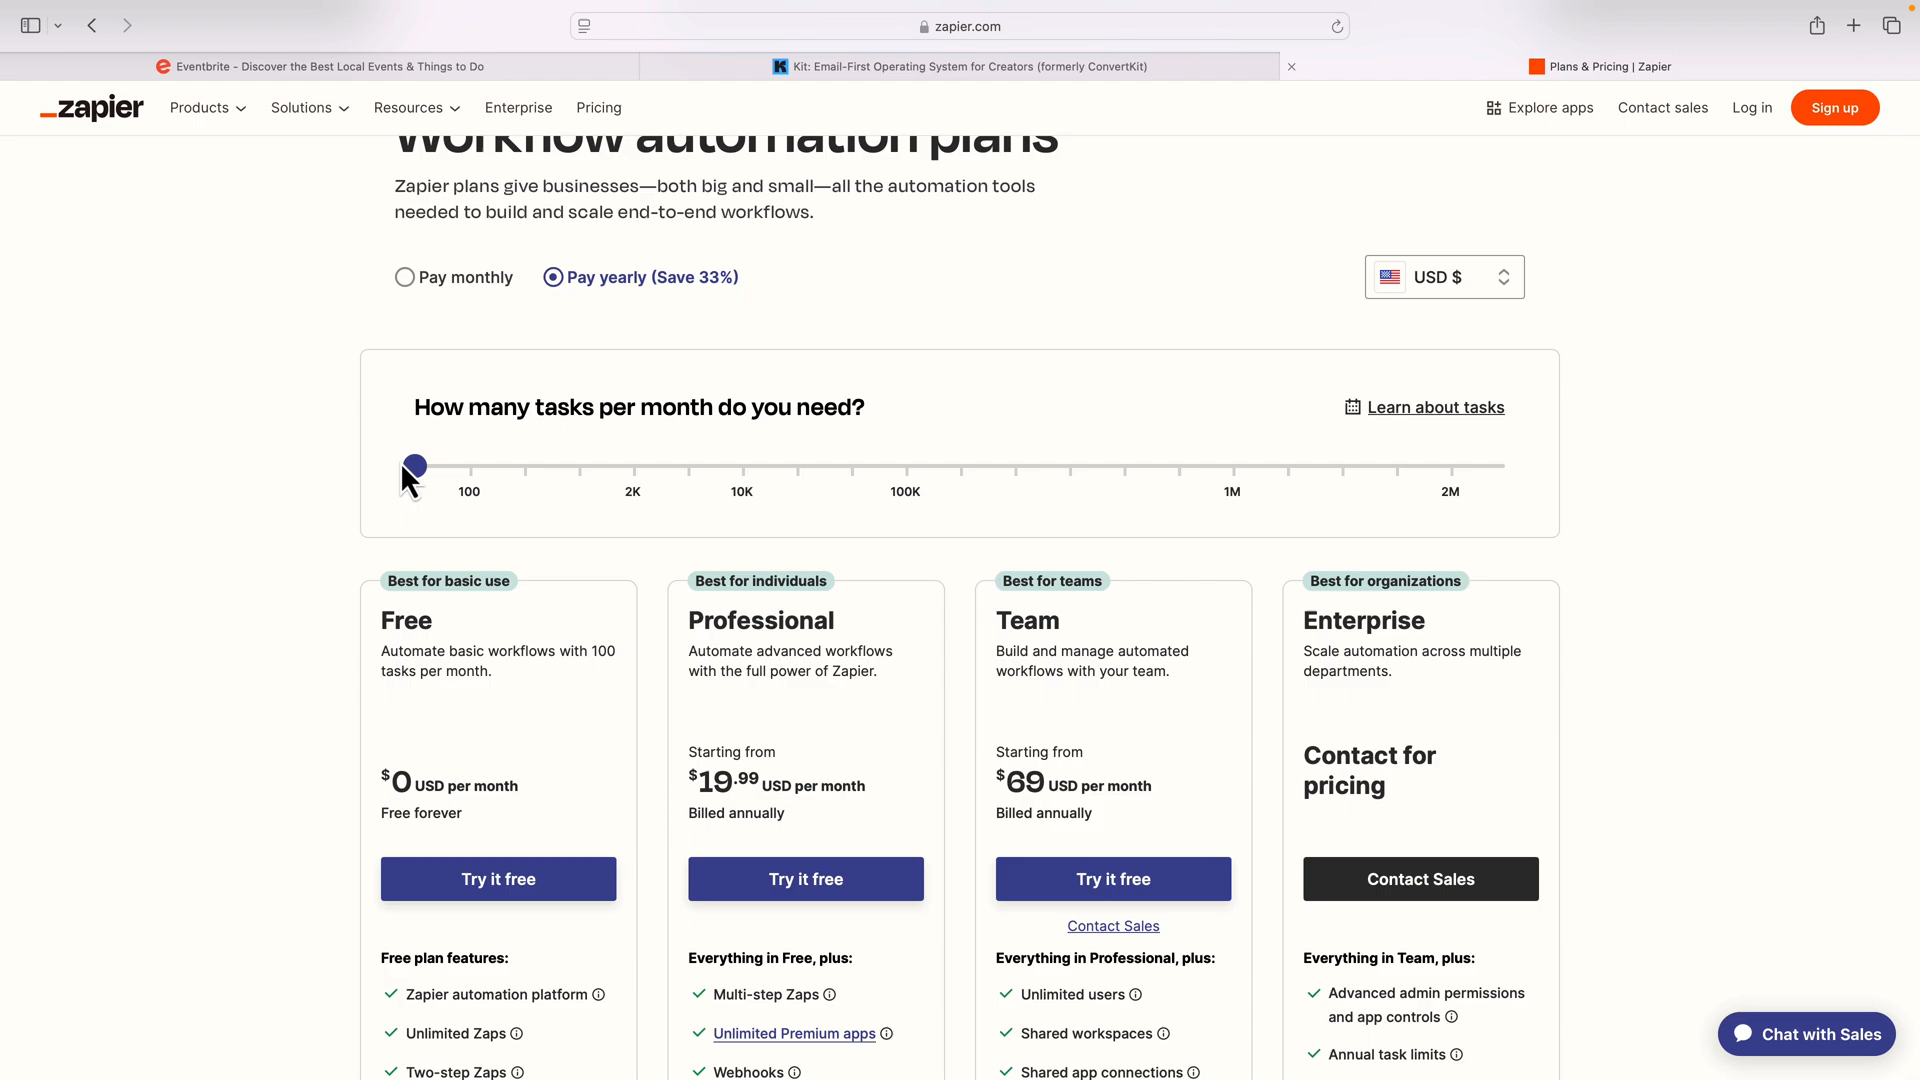 zapier.com
Eventbrite - Discover the Best Local Events & Things to Do
Kit: Email-First Operating System for Creators (formerly ConvertKit)
Plans & Pricing | Zapier
zapier
Products
Solutions
Resources
Enterprise
Pricing
Explore apps
Contact sales
Log in
Sign up
Workflow automation plans
Zapier plans give businesses—both big and small—all the automation tools
needed to build and scale end-to-end workflows.
Pay monthly
Pay yearly (Save 33%)
USD $
How many tasks per month do you need?
Learn about tasks
100
2K
10K
100K
1M
2M
Best for basic use
Free
Automate basic workflows with 100
tasks per month.
$0 USD per month
Free forever
Try it free
Free plan features:
Zapier automation platform
Unlimited Zaps
Two-step Zaps
Best for individuals
Professional
Automate advanced workflows
with the full power of Zapier.
Starting from
$19.99 USD per month
Billed annually
Try it free
Everything in Free, plus:
Multi-step Zaps
Unlimited Premium apps
Webhooks
Best for teams
Team
Build and manage automated
workflows with your team.
Starting from
$69 USD per month
Billed annually
Try it free
Contact Sales
Everything in Professional, plus:
Unlimited users
Shared workspaces
Shared app connections
Best for organizations
Enterprise
Scale automation across multiple
departments.
Contact for
pricing
Contact Sales
Everything in Team, plus:
Advanced admin permissions
and app controls
Annual task limits
Chat with Sales